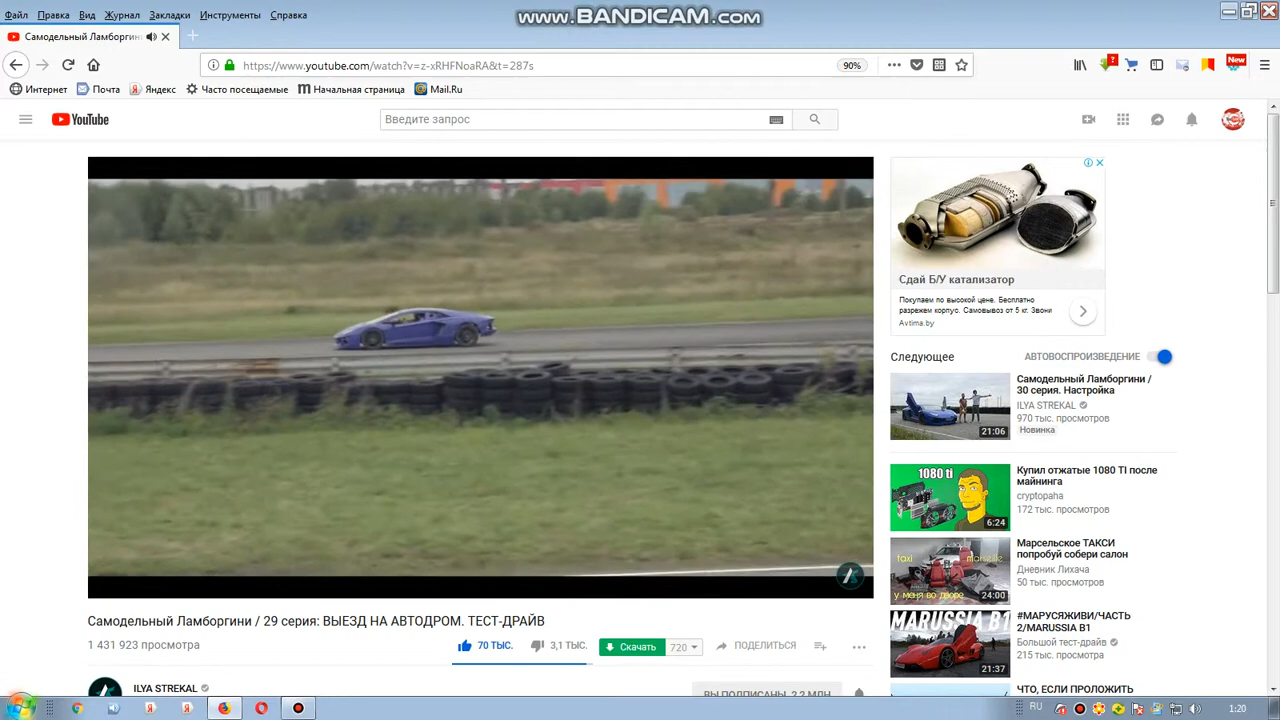 Файл Правка Вид Журнал Закладки Инструменты Справка
www.BANDICAM.com
Самодельный Ламборгин
https://www.youtube.com/watch?v=z-xRHFNoaRA&t=287s
90%
?
New
Интернет Почта Яндекс Часто посещаемые Начальная страница Mail.Ru
YouTube
Введите запрос
Сдай Б/У катализатор
Покупаем по высокой цене. Бесплатно
разрежем корпус. Самовывоз от 5 кг. Звони
Avtima.by
Следующее АВТОВОСПРОИЗВЕДЕНИЕ
Самодельный Ламборгини /
30 серия. Настройка
ILYA STREKAL
970 тыс. просмотров
Новинка
21:06
1080 ti
6:24
Купил отжатые 1080 TI после
майнинга
cryptopaha
172 тыс. просмотров
taxi marseille
у меня во дворе
24:00
Марсельское ТАКСИ
попробуй собери салон
Дневник Лихача
50 тыс. просмотров
MARUSSIA B1
21:37
#МАРУСЯЖИВИ/ЧАСТЬ
2/MARUSSIA B1
Большой тест-драйв
215 тыс. просмотров
ЧТО, ЕСЛИ ПРОЛОЖИТЬ
Самодельный Ламборгини / 29 серия: ВЫЕЗД НА АВТОДРОМ. ТЕСТ-ДРАЙВ
1 431 923 просмотра
70 ТЫС. 3,1 ТЫС. Скачать 720 ПОДЕЛИТЬСЯ
ILYA STREKAL
ВЫ ПОДПИСАНЫ 2,2 МЛН
RU 1:20